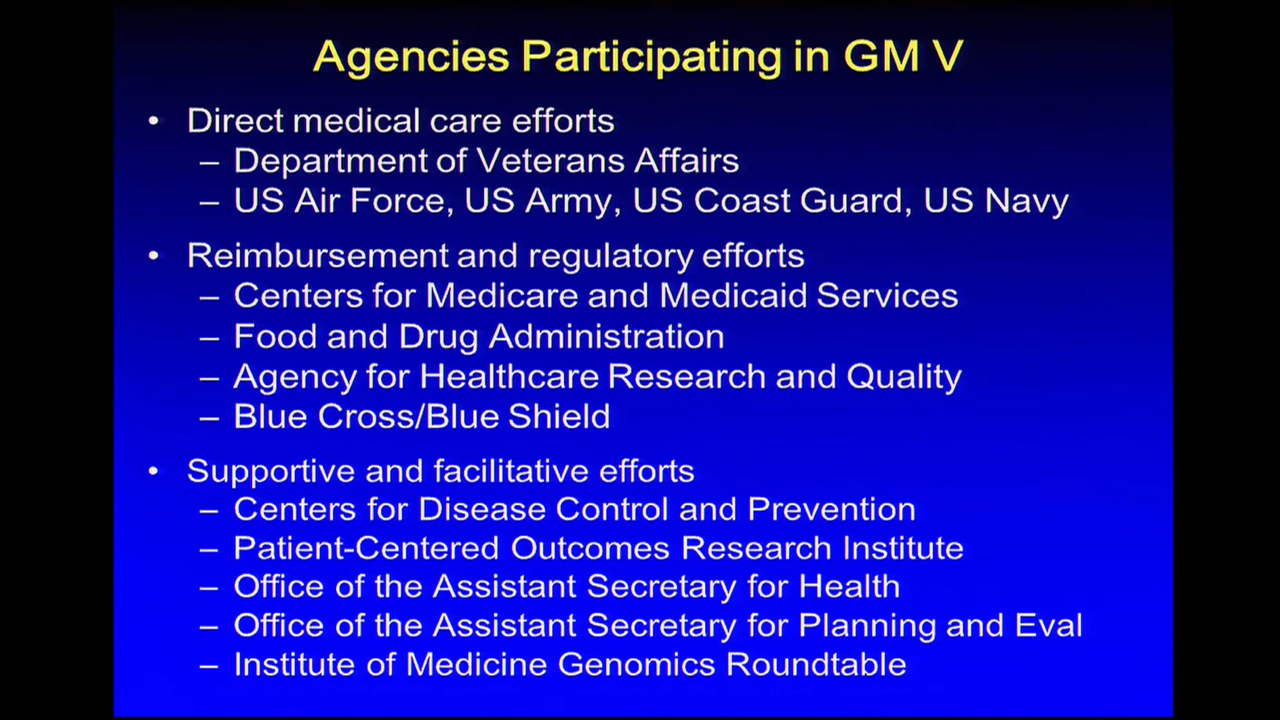 Agencies Participating in GM V
• Direct medical care efforts
– Department of Veterans Affairs
– US Air Force, US Army, US Coast Guard, US Navy
• Reimbursement and regulatory efforts
– Centers for Medicare and Medicaid Services
– Food and Drug Administration
– Agency for Healthcare Research and Quality
– Blue Cross/Blue Shield
• Supportive and facilitative efforts
– Centers for Disease Control and Prevention
– Patient-Centered Outcomes Research Institute
– Office of the Assistant Secretary for Health
– Office of the Assistant Secretary for Planning and Eval
– Institute of Medicine Genomics Roundtable